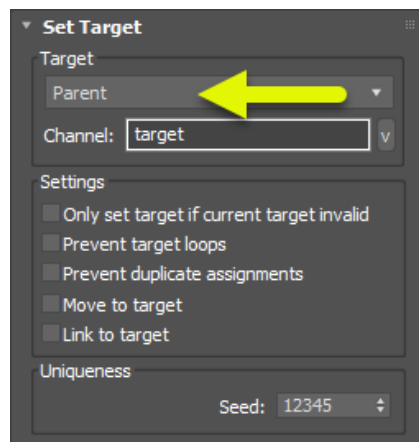 Set Target
Target
Parent
Channel: target v
Settings
Only set target if current target invalid
Prevent target loops
Prevent duplicate assignments
Move to target
Link to target
Uniqueness
Seed: 12345